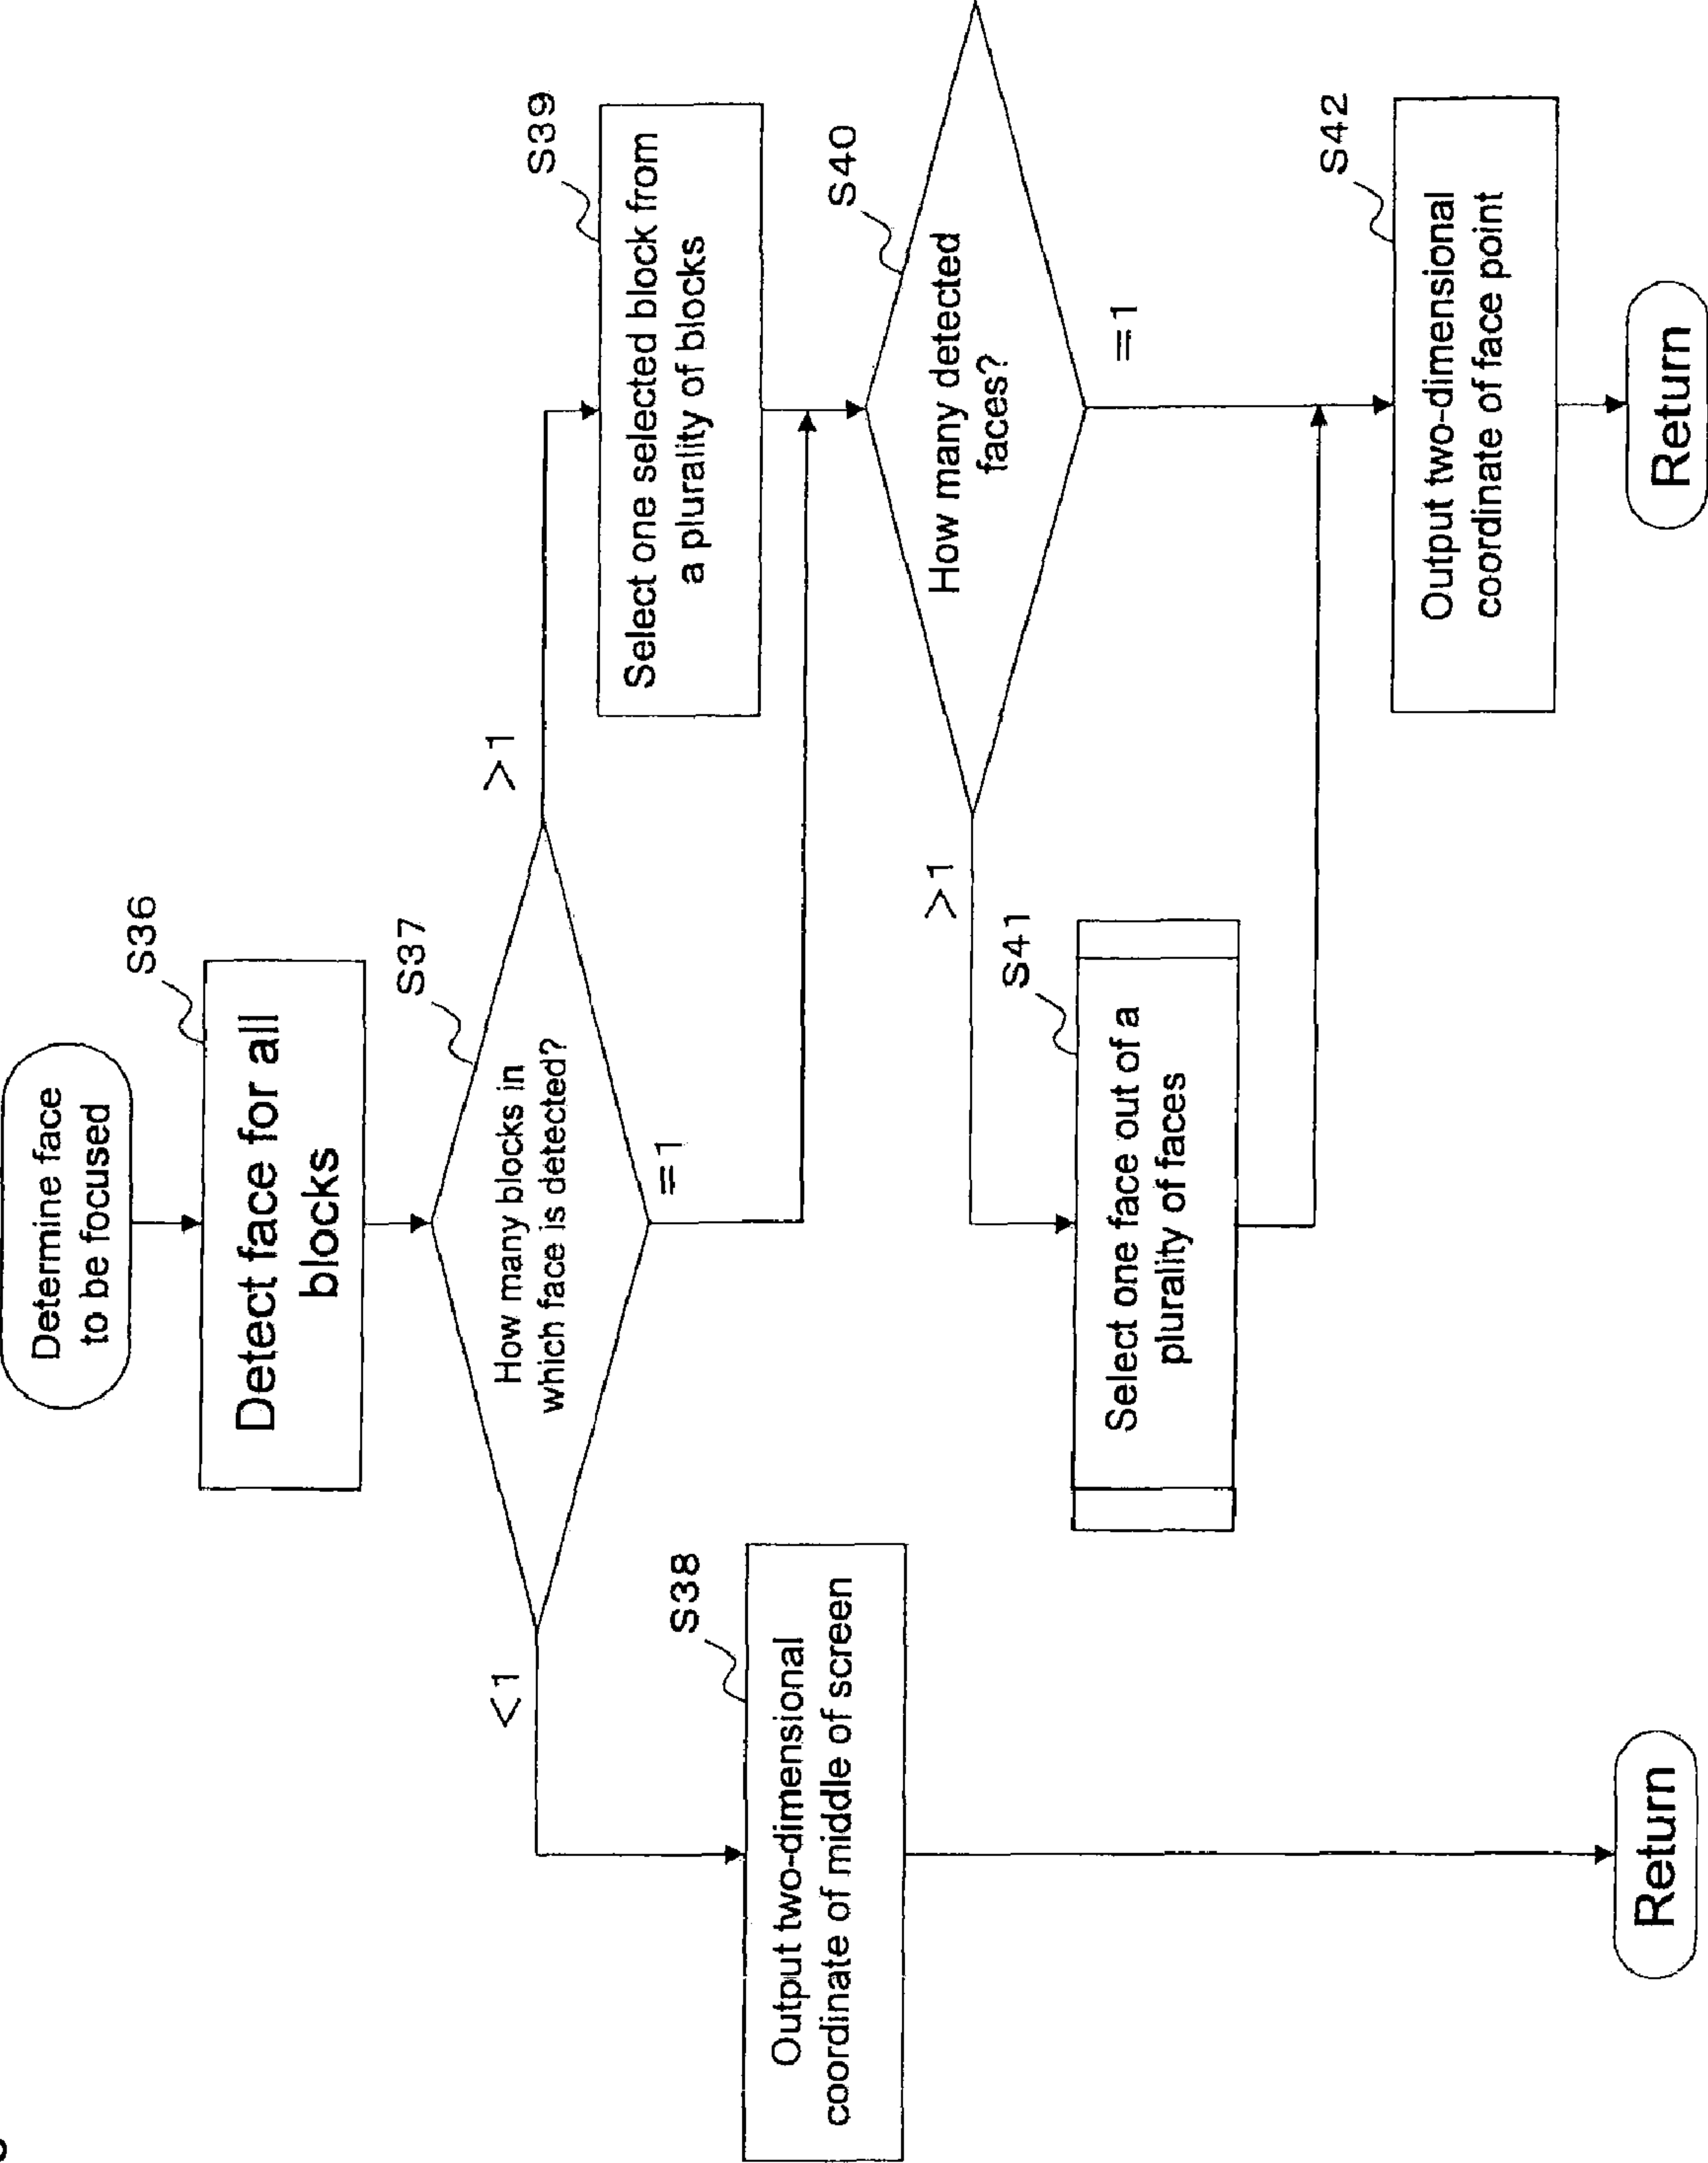 Determine face
to be focused
S36
Detect face for all
blocks
S37
How many blocks in
which face is detected?
<1
=1
>1
S38
Output two-dimensional
coordinate of middle of screen
S39
Select one selected block from
a plurality of blocks
S40
How many detected
faces?
>1
=1
S41
Select one face out of a
plurality of faces
S42
Output two-dimensional
coordinate of face point
Return
Return